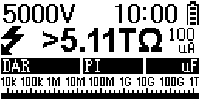 5000V 10:00
>5.11TΩ 100 uA
DAR PI uF
10k 100k 1M 10M 100M 1G 10G 100G 1T